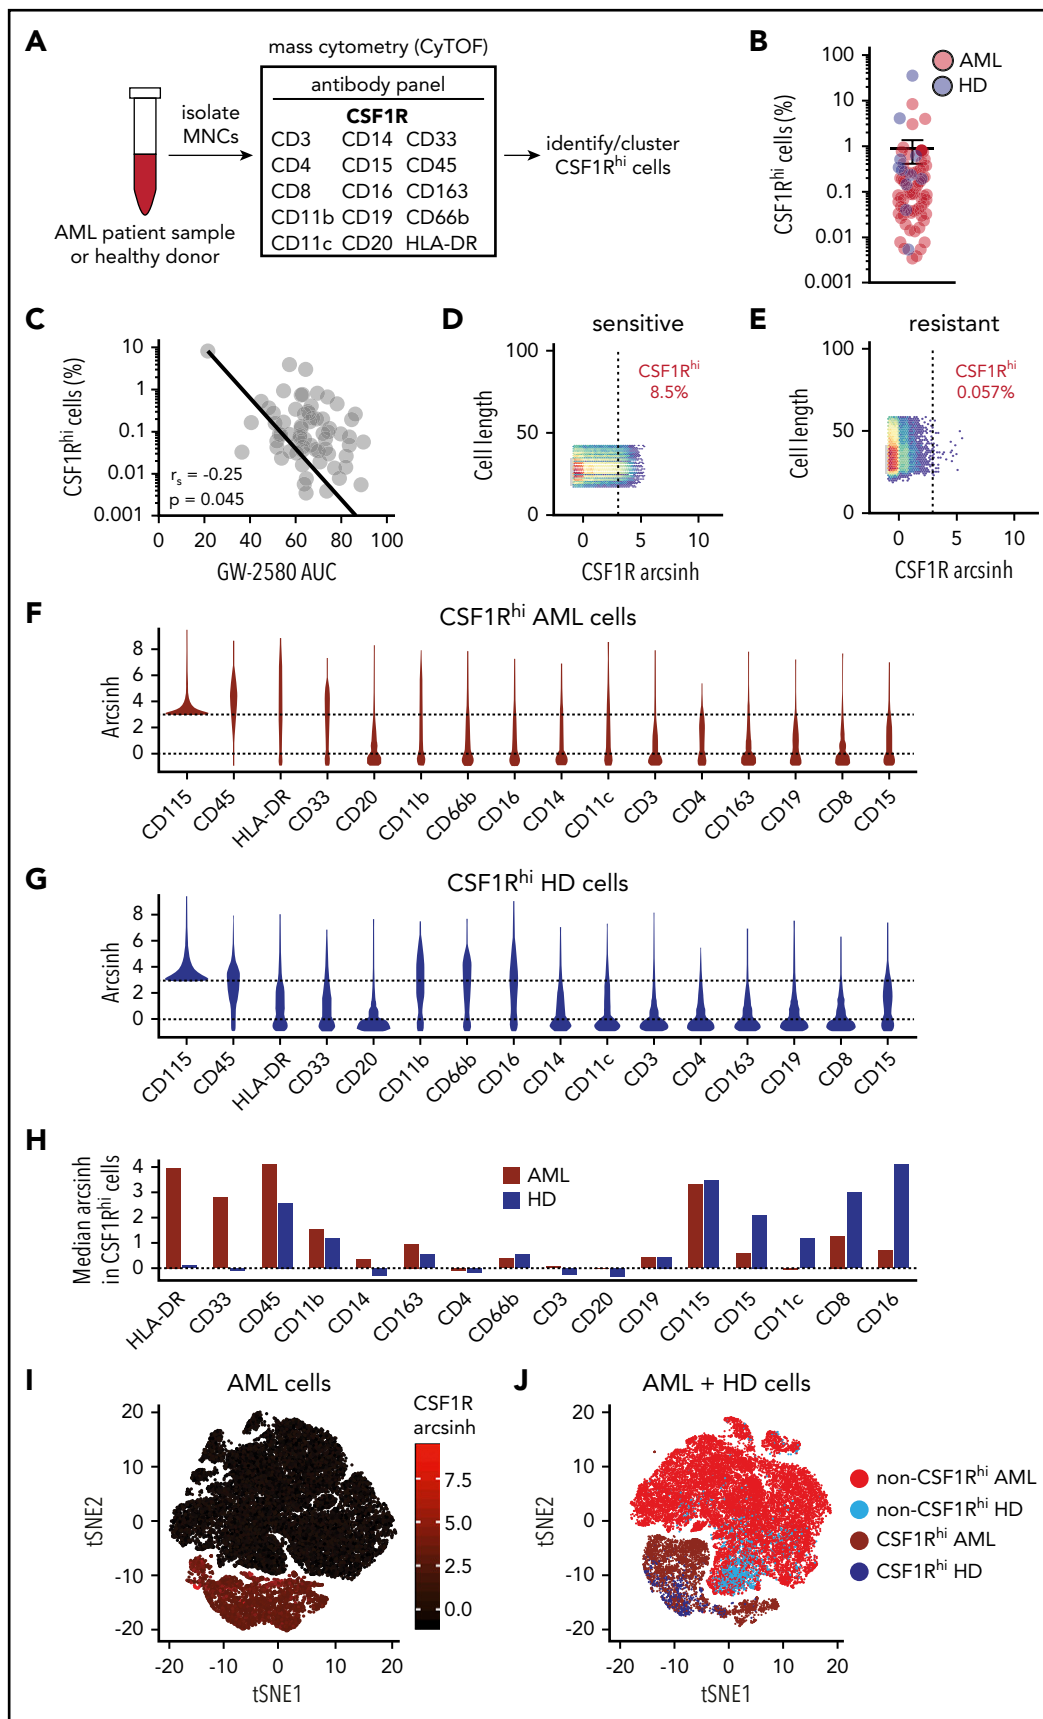 A
mass cytometry (CyTOF)
antibody panel
CSF1R
CD3 CD14 CD33
CD4 CD15 CD45
CD8 CD16 CD163
CD11b CD19 CD66b
CD11c CD20 HLA-DR
isolate
MNCs
identify/cluster
CSF1Rhi cells
AML patient sample
or healthy donor
B
CSF1Rhi cells (%)
100
10
1
0.1
0.01
0.001
AML
HD
C
CSF1Rhi cells (%)
10
1
0.1
0.01
0.001
rs = -0.25
p = 0.045
0 20 40 60 80 100
GW-2580 AUC
D
sensitive
Cell length
100
50
0
CSF1Rhi
8.5%
0 5 10
CSF1R arcsinh
E
resistant
Cell length
100
50
0
CSF1Rhi
0.057%
0 5 10
CSF1R arcsinh
F
CSF1Rhi AML cells
Arcsinh
8
6
4
2
0
CD115 CD45 HLA-DR CD33 CD20 CD11b CD66b CD16 CD14 CD11c CD3 CD4 CD163 CD19 CD8 CD15
G
CSF1Rhi HD cells
Arcsinh
8
6
4
2
0
CD115 CD45 HLA-DR CD33 CD20 CD11b CD66b CD16 CD14 CD11c CD3 CD4 CD163 CD19 CD8 CD15
H
Median arcsinh
in CSF1Rhi cells
4
3
2
1
0
AML
HD
HLA-DR CD33 CD45 CD11b CD14 CD163 CD4 CD66b CD3 CD20 CD19 CD115 CD15 CD11c CD8 CD16
I
AML cells
tSNE2
20
10
0
-10
-20
-20 -10 0 10 20
tSNE1
CSF1R
arcsinh
7.5
5.0
2.5
0.0
J
AML + HD cells
tSNE2
20
10
0
-10
-20
-20 -10 0 10 20
tSNE1
non-CSF1Rhi AML
non-CSF1Rhi HD
CSF1Rhi AML
CSF1Rhi HD